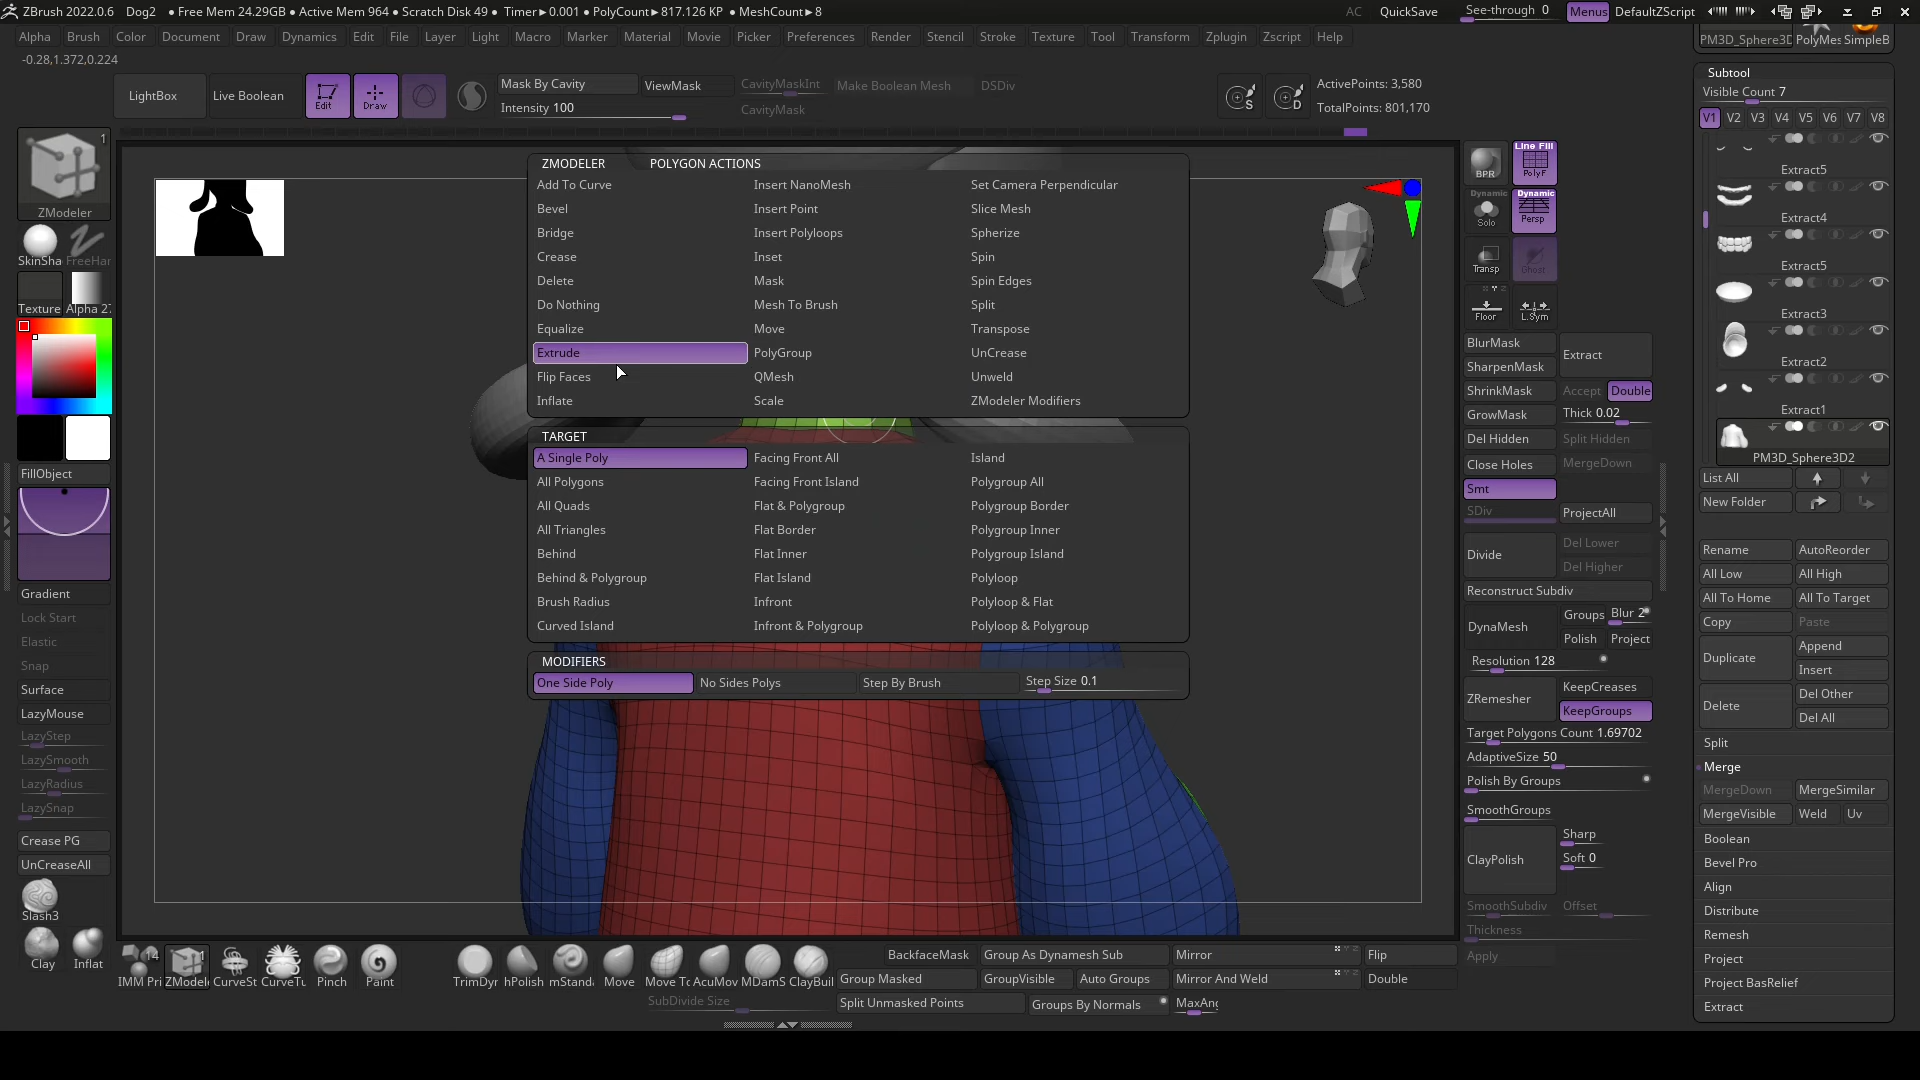 ZBrush 2022.0.6 Dog2 ● Free Mem 24.29GB ● Active Mem 964 ● Scratch Disk 49 ● Timer►0.001 ● PolyCount►817.126 KP ● MeshCount►8 AC QuickSave See-through 0 Menus DefaultZScript
Alpha Brush Color Document Draw Dynamics Edit File Layer Light Macro Marker Material Movie Picker Preferences Render Stencil Stroke Texture Tool Transform Zplugin Zscript Help
PM3D_Sphere3D PolyMes SimpleB
-0.28,1.372,0.224
LightBox
Live Boolean
Edit
Draw
Mask By Cavity
Intensity 100
ViewMask
CavityMaskInt
CavityMask
Make Boolean Mesh
DSDiv
S
D
ActivePoints: 3,580
TotalPoints: 801,170
1
ZModeler
SkinSha FreeHan
Texture Alpha 27
FillObject
Gradient
Lock Start
Elastic
Snap
Surface
LazyMouse
LazyStep
LazySmooth
LazyRadius
LazySnap
Crease PG
UnCreaseAll
Slash3
Clay Inflat
ZMODELER POLYGON ACTIONS
Add To Curve Insert NanoMesh Set Camera Perpendicular
Bevel Insert Point Slice Mesh
Bridge Insert Polyloops Spherize
Crease Inset Spin
Delete Mask Spin Edges
Do Nothing Mesh To Brush Split
Equalize Move Transpose
Extrude PolyGroup UnCrease
Flip Faces QMesh Unweld
Inflate Scale ZModeler Modifiers
TARGET
A Single Poly Facing Front All Island
All Polygons Facing Front Island Polygroup All
All Quads Flat & Polygroup Polygroup Border
All Triangles Flat Border Polygroup Inner
Behind Flat Inner Polygroup Island
Behind & Polygroup Flat Island Polyloop
Brush Radius Infront Polyloop & Flat
Curved Island Infront & Polygroup Polyloop & Polygroup
MODIFIERS
One Side Poly No Sides Polys Step By Brush Step Size 0.1
BPR
Line Fill
PolyF
Dynamic
Solo
Dynamic
Persp
Transp
Ghost
Floor
L.Sym
BlurMask
SharpenMask
Extract
ShrinkMask Accept Double
GrowMask Thick 0.02
Del Hidden Split Hidden
Close Holes MergeDown
Smt
SDiv ProjectAll
Divide
Del Lower
Del Higher
Reconstruct Subdiv
DynaMesh
Groups Blur 2
Polish Project
Resolution 128
ZRemesher
KeepCreases
KeepGroups
Target Polygons Count 1.69702
AdaptiveSize 50
Polish By Groups
SmoothGroups
ClayPolish
Sharp
Soft 0
SmoothSubdiv Offset
Thickness
Apply
Subtool
Visible Count 7
V1 V2 V3 V4 V5 V6 V7 V8
Extract5
Extract4
Extract5
Extract3
Extract2
Extract1
PM3D_Sphere3D2
List All
New Folder
Rename AutoReorder
All Low All High
All To Home All To Target
Copy Paste
Duplicate
Append
Insert
Delete
Del Other
Del All
Split
Merge
MergeDown MergeSimilar
MergeVisible Weld Uv
Boolean
Bevel Pro
Align
Distribute
Remesh
Project
Project BasRelief
Extract
14
1
IMM Pri ZModele CurveSt CurveTu Pinch Paint TrimDyr hPolish mStand Move Move To AcuMov MDamS ClayBuil
BackfaceMask Group As Dynamesh Sub Mirror Flip
Group Masked GroupVisible Auto Groups Mirror And Weld Double
SubDivide Size Split Unmasked Points Groups By Normals MaxAng